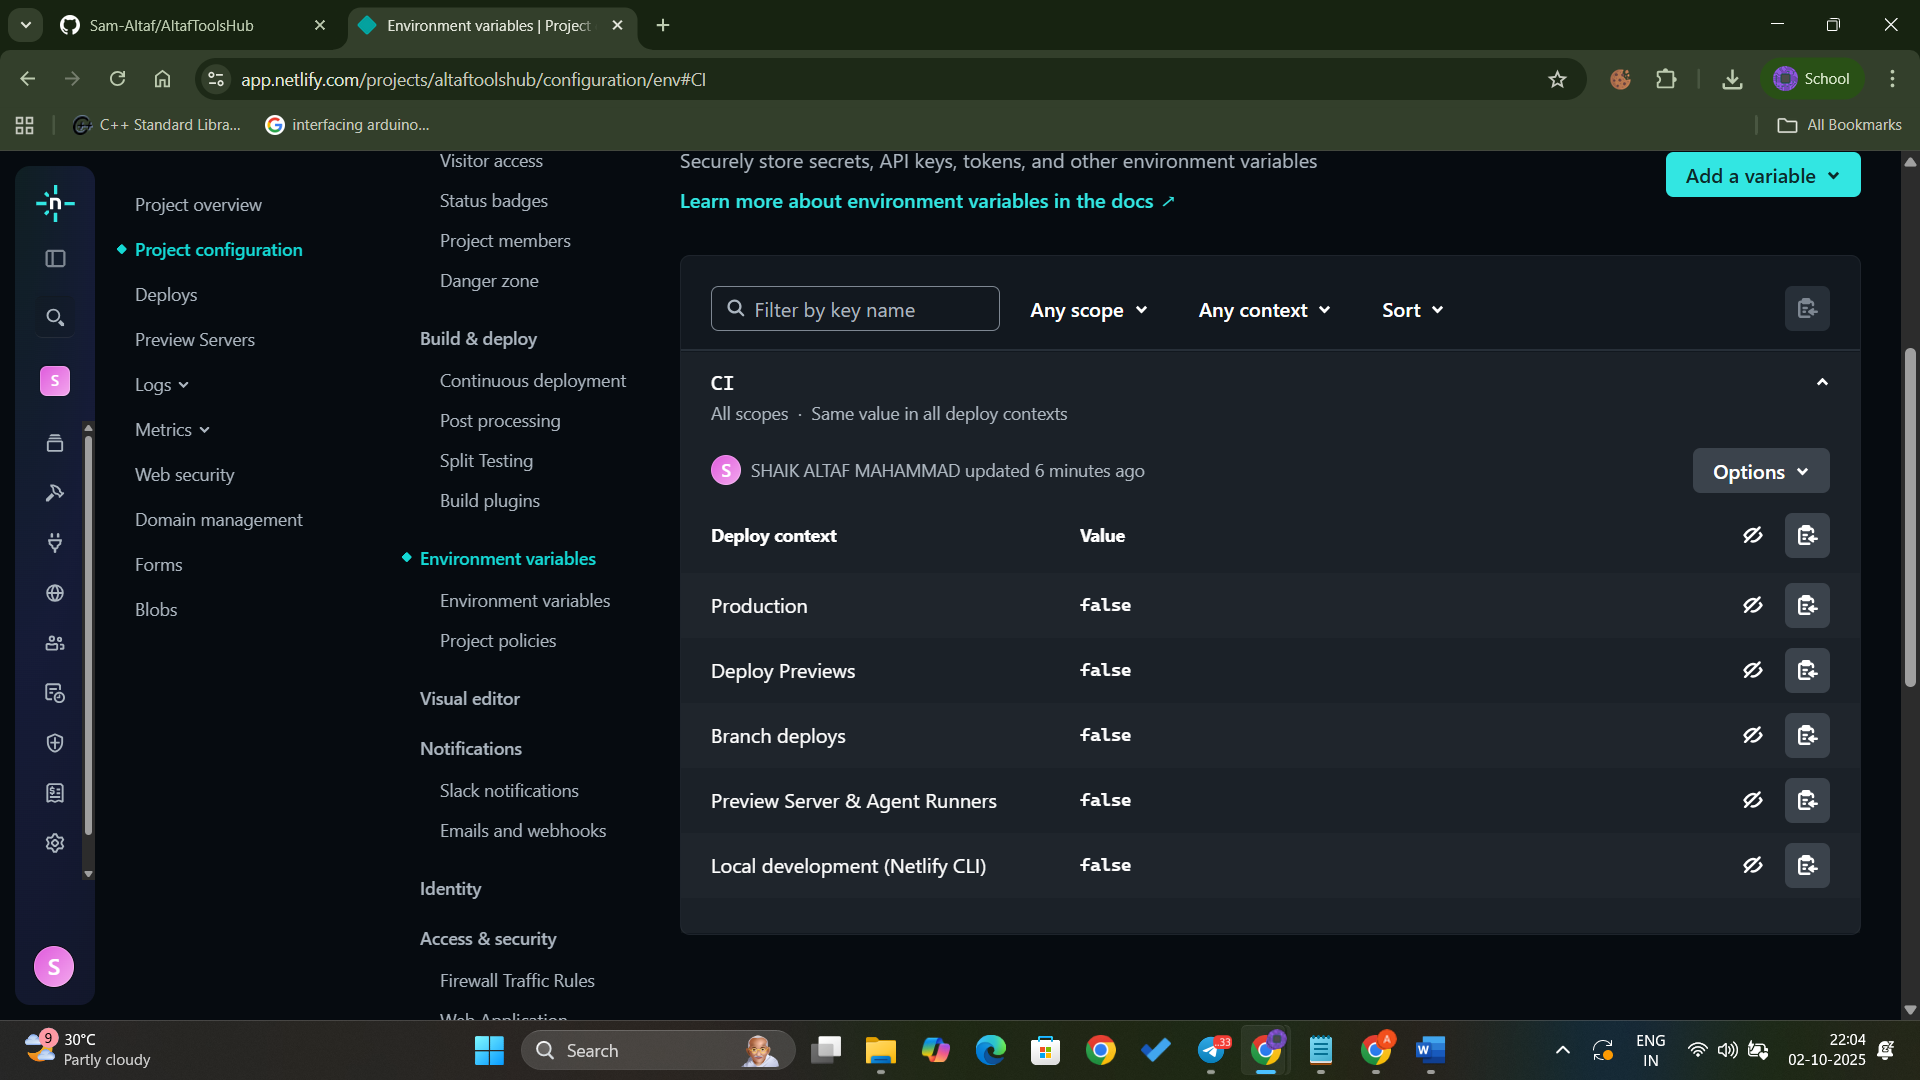 Sam-Altaf/AltafToolsHub
Environment variables | Project
app.netlify.com/projects/altaftoolshub/configuration/env#CI
School
C++ Standard Libra...
interfacing arduino...
All Bookmarks
n
S
S
Project overview
Project configuration
Deploys
Preview Servers
Logs
Metrics
Web security
Domain management
Forms
Blobs
Visitor access
Status badges
Project members
Danger zone
Build & deploy
Continuous deployment
Post processing
Split Testing
Build plugins
Environment variables
Environment variables
Project policies
Visual editor
Notifications
Slack notifications
Emails and webhooks
Identity
Access & security
Firewall Traffic Rules
Web Application
Securely store secrets, API keys, tokens, and other environment variables
Learn more about environment variables in the docs
Add a variable
Filter by key name
Any scope
Any context
Sort
CI
All scopes · Same value in all deploy contexts
S
SHAIK ALTAF MAHAMMAD updated 6 minutes ago
Options
Deploy context Value
Production false
Deploy Previews false
Branch deploys false
Preview Server & Agent Runners false
Local development (Netlify CLI) false
9
30°C
Partly cloudy
Search
.33
A
W
ENG
IN
22:04
02-10-2025